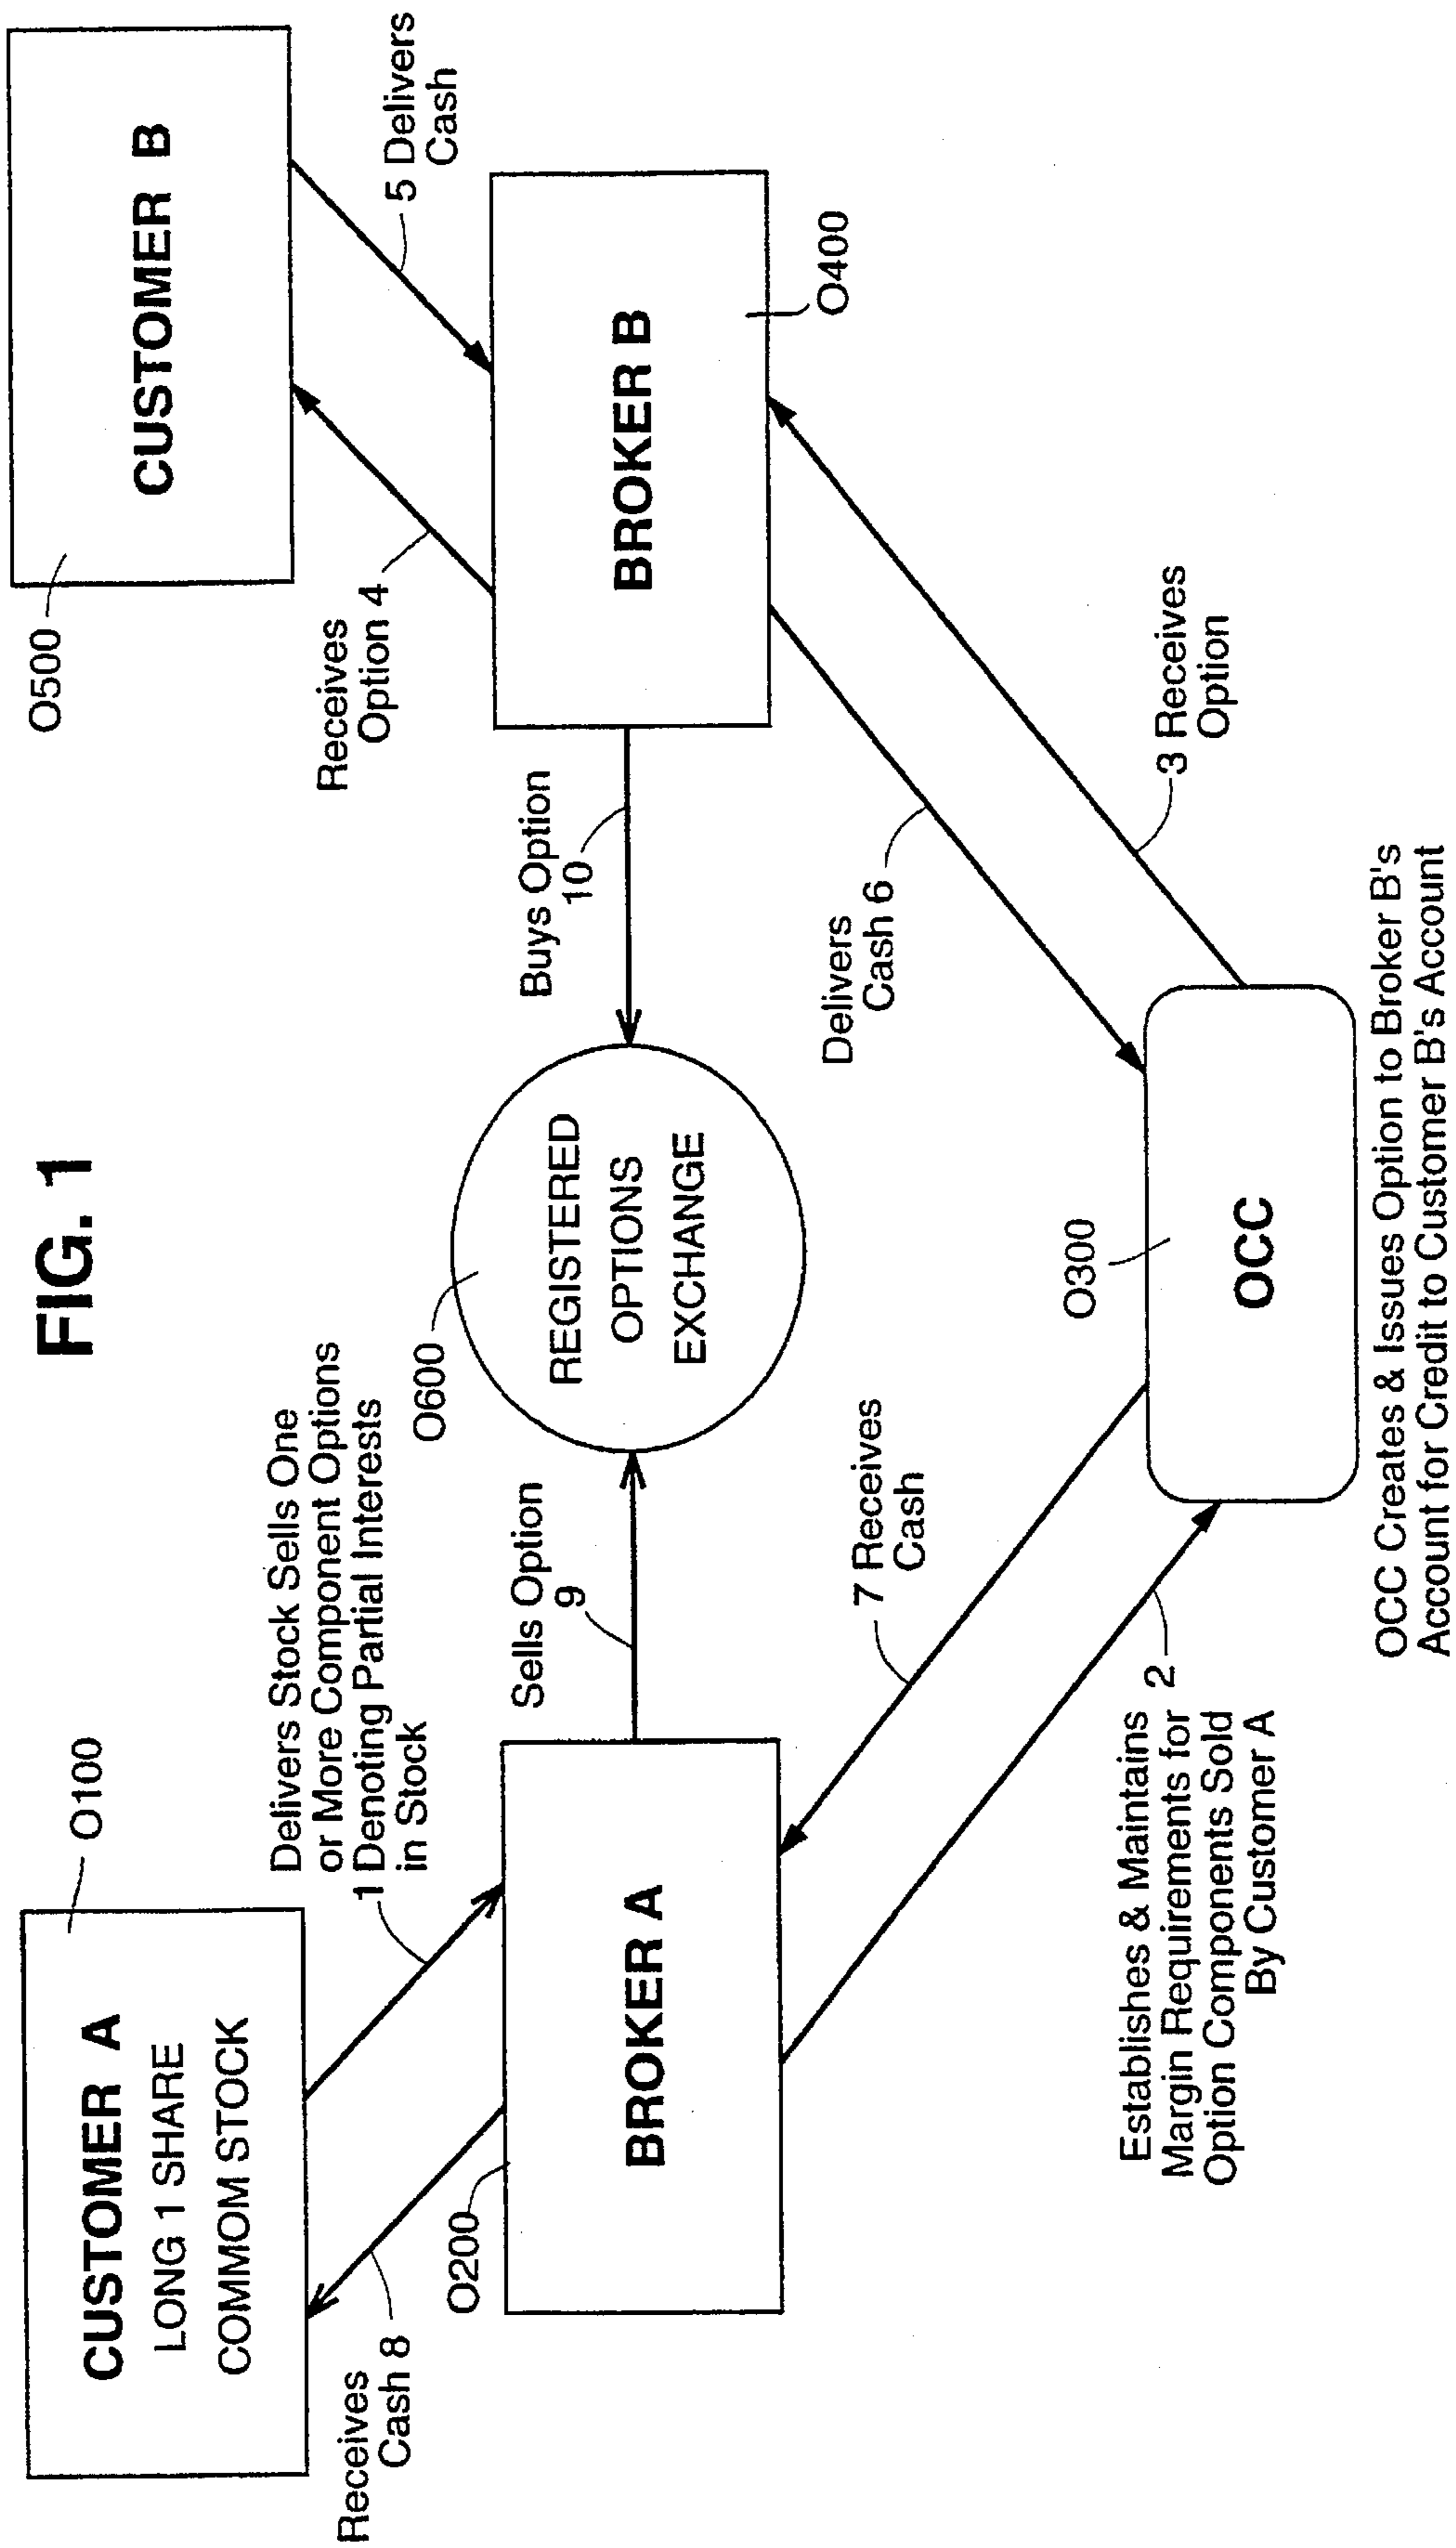 FIG. 1
CUSTOMER A
LONG 1 SHARE
COMMOM STOCK
O100
Delivers Stock Sells One
or More Component Options
1 Denoting Partial Interests
in Stock
Receives
Cash 8
O200
BROKER A
Sells Option
9
O600
REGISTERED
OPTIONS
EXCHANGE
Buys Option
10
O500
CUSTOMER B
5 Delivers
Cash
Receives
Option 4
BROKER B
O400
7 Receives
Cash
Delivers
Cash 6
3 Receives
Option
Establishes & Maintains
Margin Requirements for 2
Option Components Sold
By Customer A
O300
OCC
OCC Creates & Issues Option to Broker B's
Account for Credit to Customer B's Account